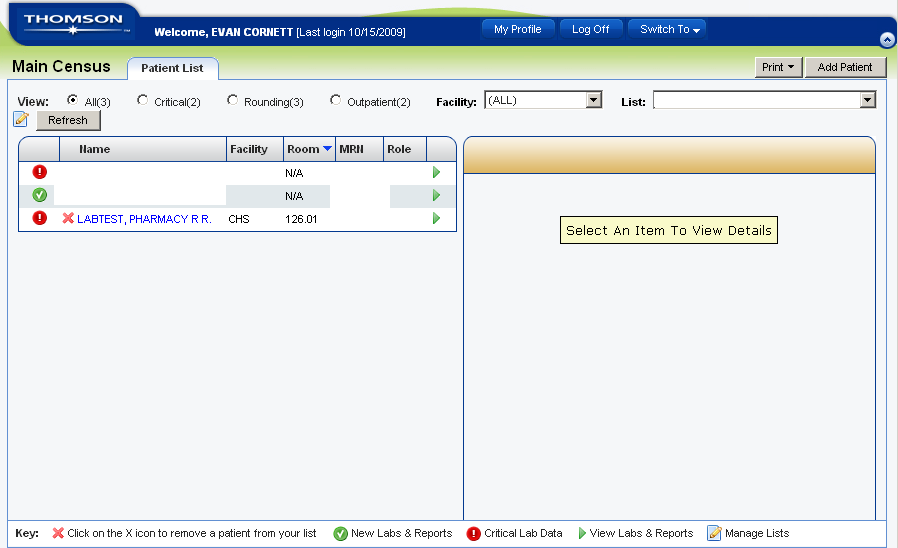 THOMSON
Welcome, EVAN CORNETT [Last login 10/15/2009] My Profile Log Off Switch To
Main Census Patient List Print Add Patient
View: All(3) Critical(2) Rounding(3) Outpatient(2) Facility: (ALL) List:
Refresh
Name Facility Room MRN Role
N/A
N/A
LABTEST, PHARMACY R R. CHS 126.01
Select An Item To View Details
Key: Click on the X icon to remove a patient from your list New Labs & Reports Critical Lab Data View Labs & Reports Manage Lists